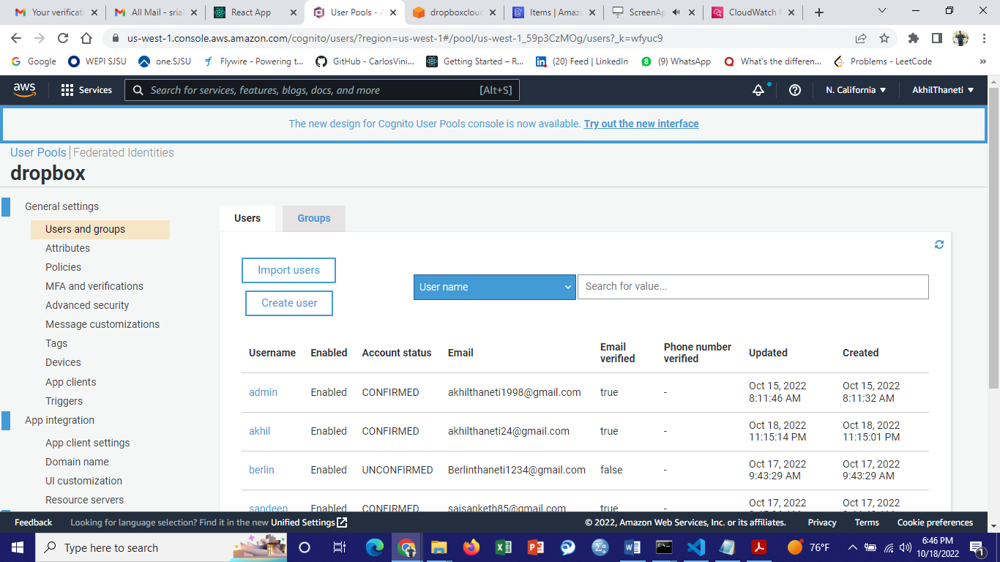 Your verificati
All Mail - sria
React App
User Pools - A
dropboxclou
Items | Amaz
ScreenAp
CloudWatch
us-west-1.console.aws.amazon.com/cognito/users/?region=us-west-1#/pool/us-west-1_59p3CzMOg/users?_k=wfyuc9
Google
WEPI SJSU
one.SJSU
Flywire - Powering t...
GitHub - CarlosVini...
Getting Started – R...
(20) Feed | LinkedIn
(9) WhatsApp
What's the differen...
Problems - LeetCode
»
aws
Services
Search for services, features, blogs, docs, and more
[Alt+S]
N. California
AkhilThaneti
The new design for Cognito User Pools console is now available. Try out the new interface
User Pools | Federated Identities
dropbox
General settings
Users and groups
Attributes
Policies
MFA and verifications
Advanced security
Message customizations
Tags
Devices
App clients
Triggers
App integration
App client settings
Domain name
UI customization
Resource servers
Users
Groups
Import users
Create user
User name
Search for value...
Username Enabled Account status Email Email verified Phone number verified Updated Created
admin Enabled CONFIRMED akhilthaneti1998@gmail.com true - Oct 15, 2022 8:11:46 AM Oct 15, 2022 8:11:32 AM
akhil Enabled CONFIRMED akhilthaneti24@gmail.com true - Oct 18, 2022 11:15:14 PM Oct 18, 2022 11:15:01 PM
berlin Enabled UNCONFIRMED Berlinthaneti1234@gmail.com false - Oct 17, 2022 9:43:29 AM Oct 17, 2022 9:43:29 AM
sandeep Enabled CONFIRMED saisanketh85@gmail.com true Oct 17, 2022 Oct 17, 2022
Feedback
Looking for language selection? Find it in the new Unified Settings
© 2022, Amazon Web Services, Inc. or its affiliates.
Privacy
Terms
Cookie preferences
Type here to search
76°F
6:46 PM
10/18/2022
1